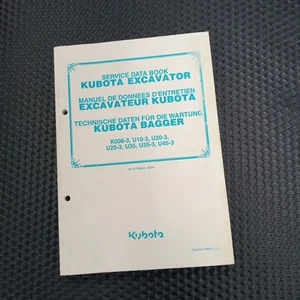 SERVICE DATA BOOK
KUBOTA EXCAVATOR
MANUEL DE DONNEES D'ENTRETIEN
EXCAVATEUR KUBOTA
TECHNISCHE DATEN FÜR DIE WARTUNG
KUBOTA BAGGER
K008-3, U10-3, U20-3,
U25-3, U35, U35-3, U45-3
Kubota